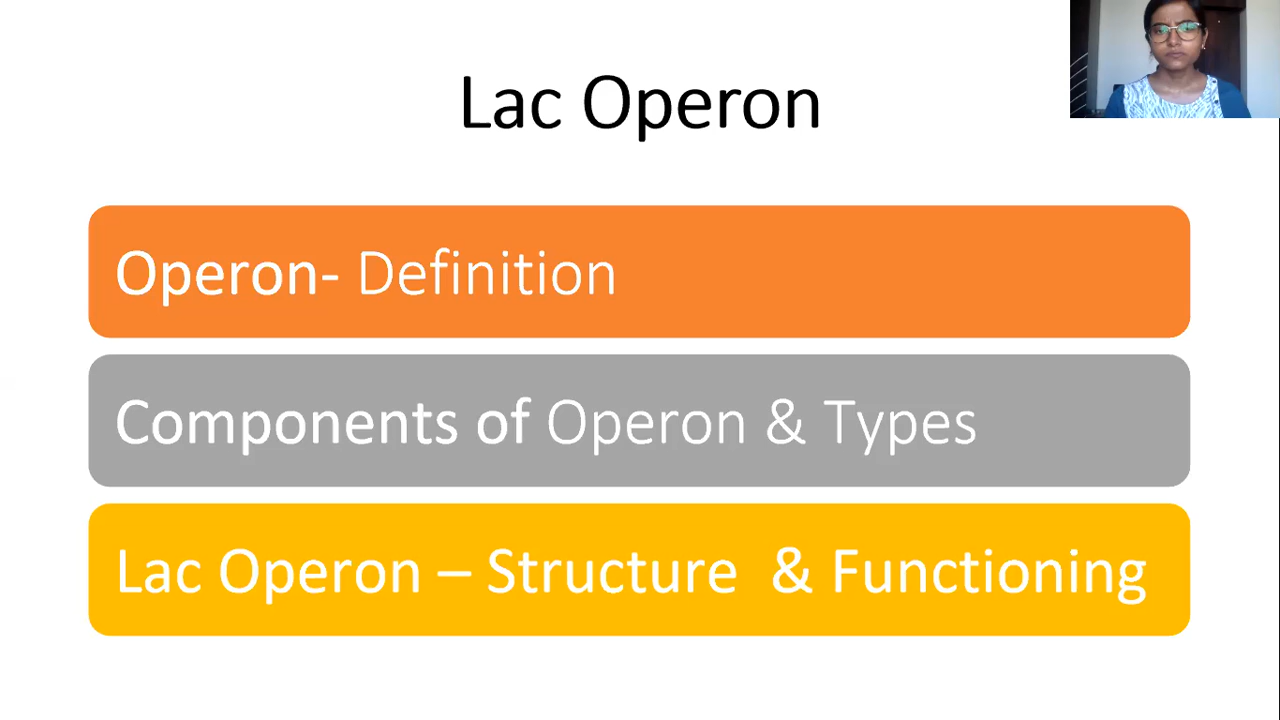 Lac Operon
Operon- Definition
Components of Operon & Types
Lac Operon – Structure & Functioning